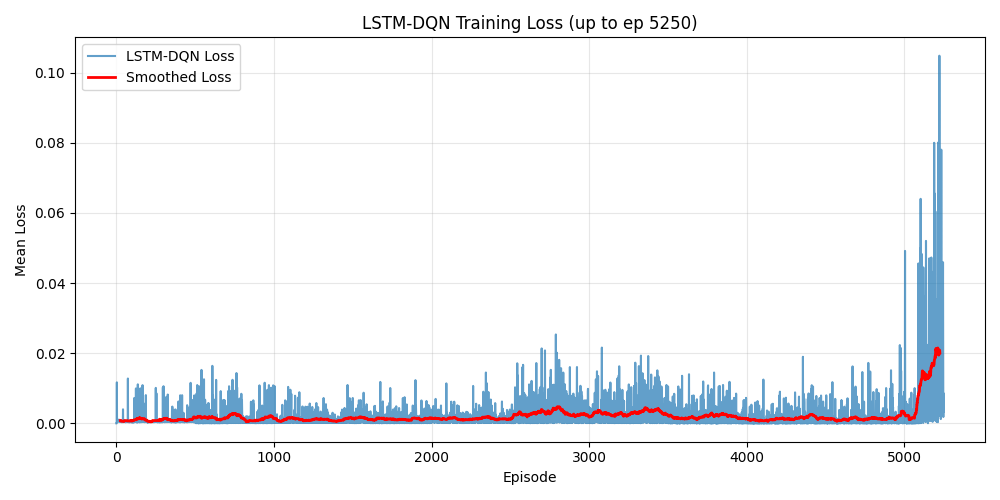 LSTM-DQN Training Loss (up to ep 5250)
LSTM-DQN Loss
Smoothed Loss
0.10
0.08
0.06
0.04
0.02
0.00
Mean Loss
0 1000 2000 3000 4000 5000
Episode